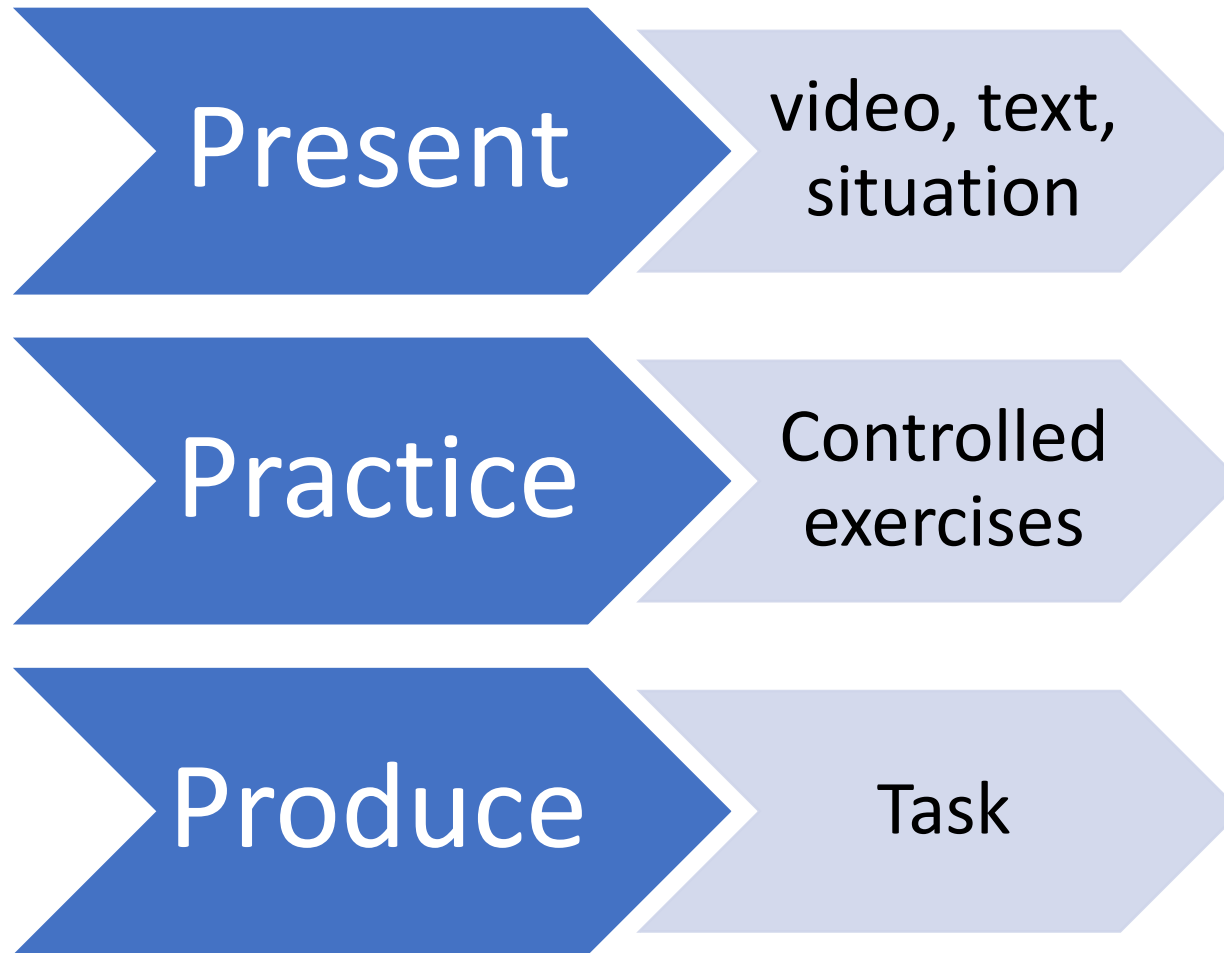 Present
video, text,
situation
Practice
Controlled
exercises
Produce
Task